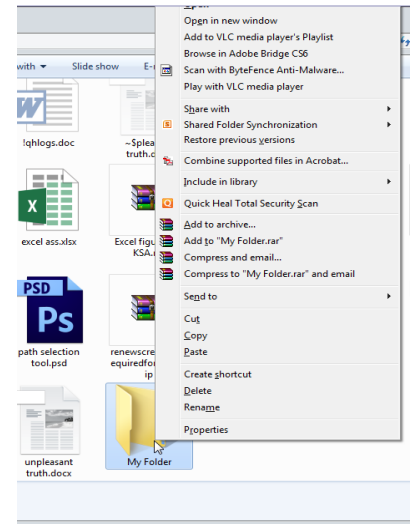 Open
Open in new window
Add to VLC media player's Playlist
Browse in Adobe Bridge CS6
Scan with ByteFence Anti-Malware...
Play with VLC media player
Share with
Shared Folder Synchronization
Restore previous versions
Combine supported files in Acrobat...
Include in library
Quick Heal Total Security Scan
Add to archive...
Add to "My Folder.rar"
Compress and email...
Compress to "My Folder.rar" and email
Send to
Cut
Copy
Paste
Create shortcut
Delete
Rename
Properties
with
Slide show
E-
W
!qhlogs.doc
~$plea
truth.c
X
excel ass.xlsx
Excel figu
KSA.r
PSD
Ps
path selection
tool.psd
renewscre
equiredfor
ip
unpleasant
truth.docx
My Folder